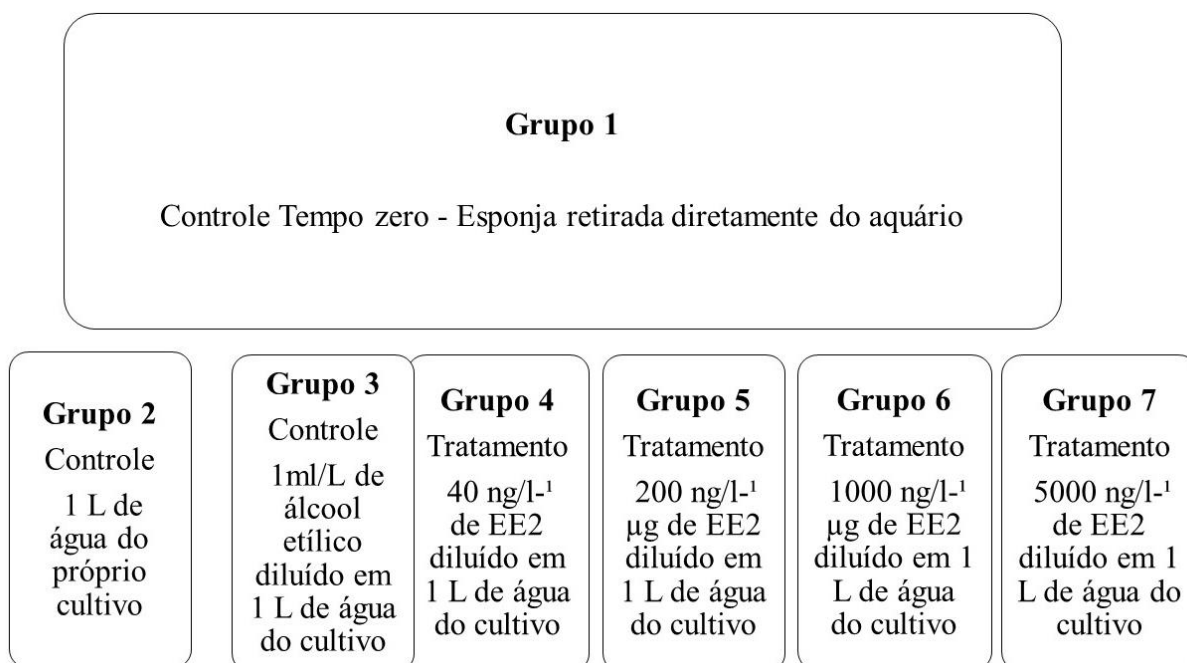 Grupo 1
Controle Tempo zero - Esponja retirada diretamente do aquário
Grupo 2
Controle
1 L de
água do
próprio
cultivo
Grupo 3
Controle
1ml/L de
álcool
etílico
diluído em
1 L de água
do cultivo
Grupo 4
Tratamento
40 ng/l-¹
de EE2
diluído em
1 L de água
do cultivo
Grupo 5
Tratamento
200 ng/l-¹
µg de EE2
diluído em
1 L de água
do cultivo
Grupo 6
Tratamento
1000 ng/l-¹
µg de EE2
diluído em 1
L de água
do cultivo
Grupo 7
Tratamento
5000 ng/l-¹
de EE2
diluído em 1
L de água do
cultivo